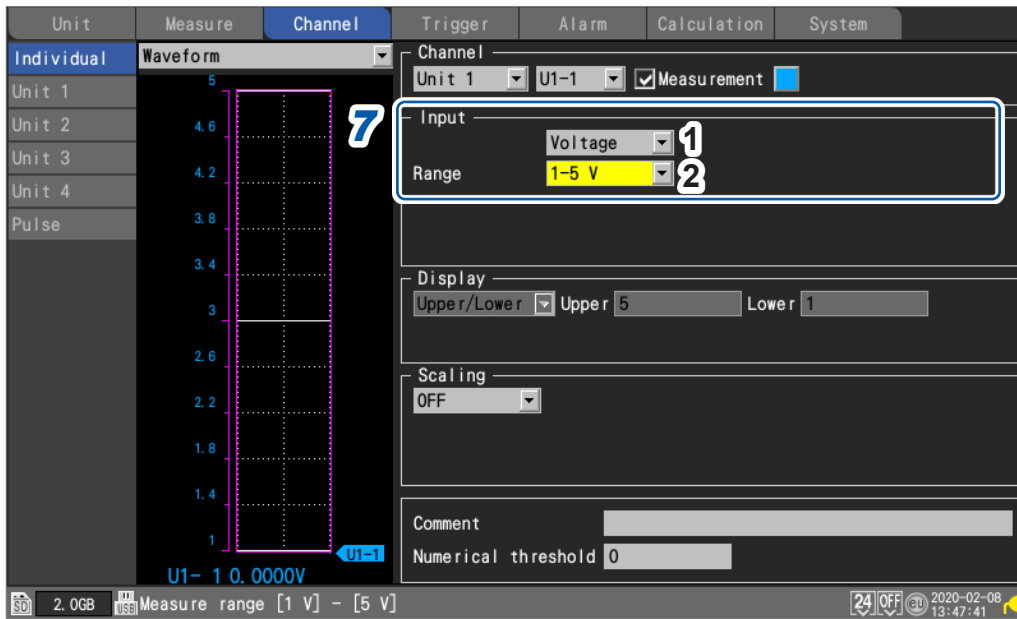 Unit Measure Channel Trigger Alarm Calculation System
Individual
Unit 1
Unit 2
Unit 3
Unit 4
Pulse
Waveform
5
4.6
4.2
3.8
3.4
3
2.6
2.2
1.8
1.4
1
U1-1
U1- 1 0.0000V
Channel
Unit 1 U1-1 Measurement
7
Input
Voltage 1
Range 1-5 V 2
Display
Upper/Lower Upper 5 Lower 1
Scaling
OFF
Comment
Numerical threshold 0
SD 2.0GB USB Measure range [1 V] - [5 V] 24 OFF eu 2020-02-08
13:47:41